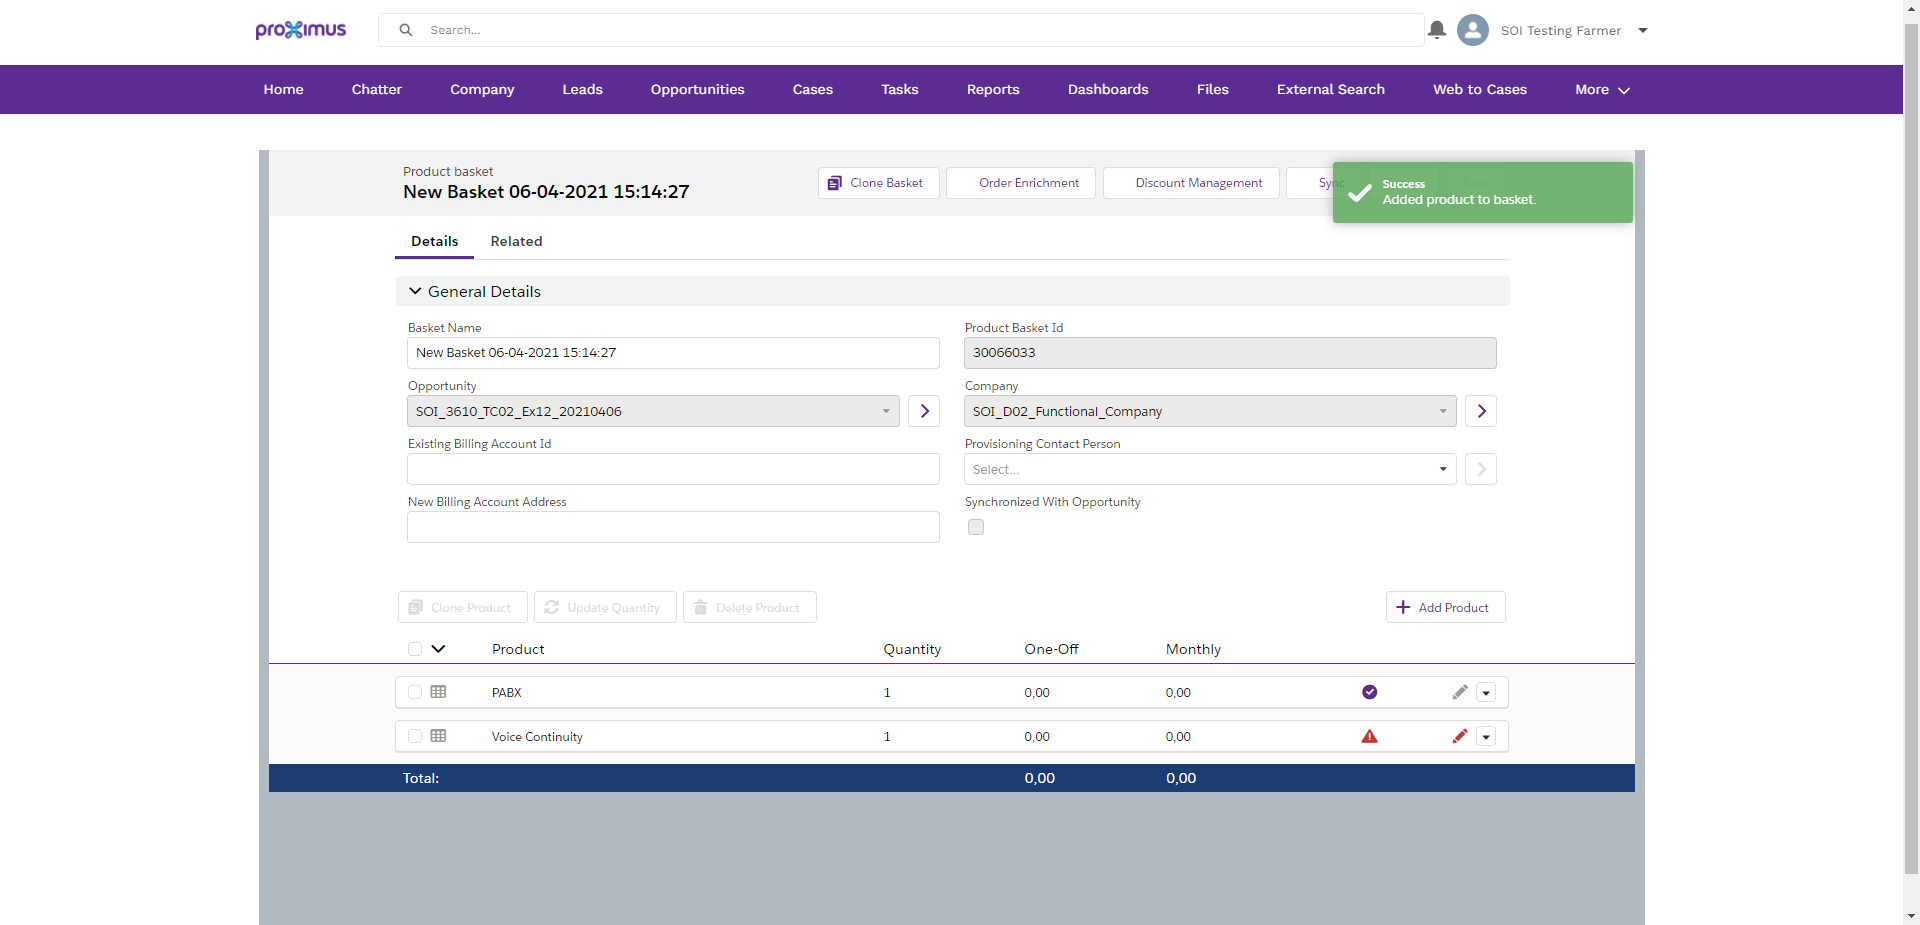 proximus
Search...
SOI Testing Farmer
Home Chatter Company Leads Opportunities Cases Tasks Reports Dashboards Files External Search Web to Cases More
Product basket
New Basket 06-04-2021 15:14:27
Clone Basket Order Enrichment Discount Management Sync
Success
Added product to basket.
Details Related
General Details
Basket Name Product Basket Id
New Basket 06-04-2021 15:14:27 30066033
Opportunity Company
SOI_3610_TC02_Ex12_20210406 SOI_D02_Functional_Company
Existing Billing Account Id Provisioning Contact Person
Select...
New Billing Account Address Synchronized With Opportunity
Clone Product Update Quantity Delete Product Add Product
Product Quantity One-Off Monthly
PABX 1 0,00 0,00
Voice Continuity 1 0,00 0,00
Total: 0,00 0,00